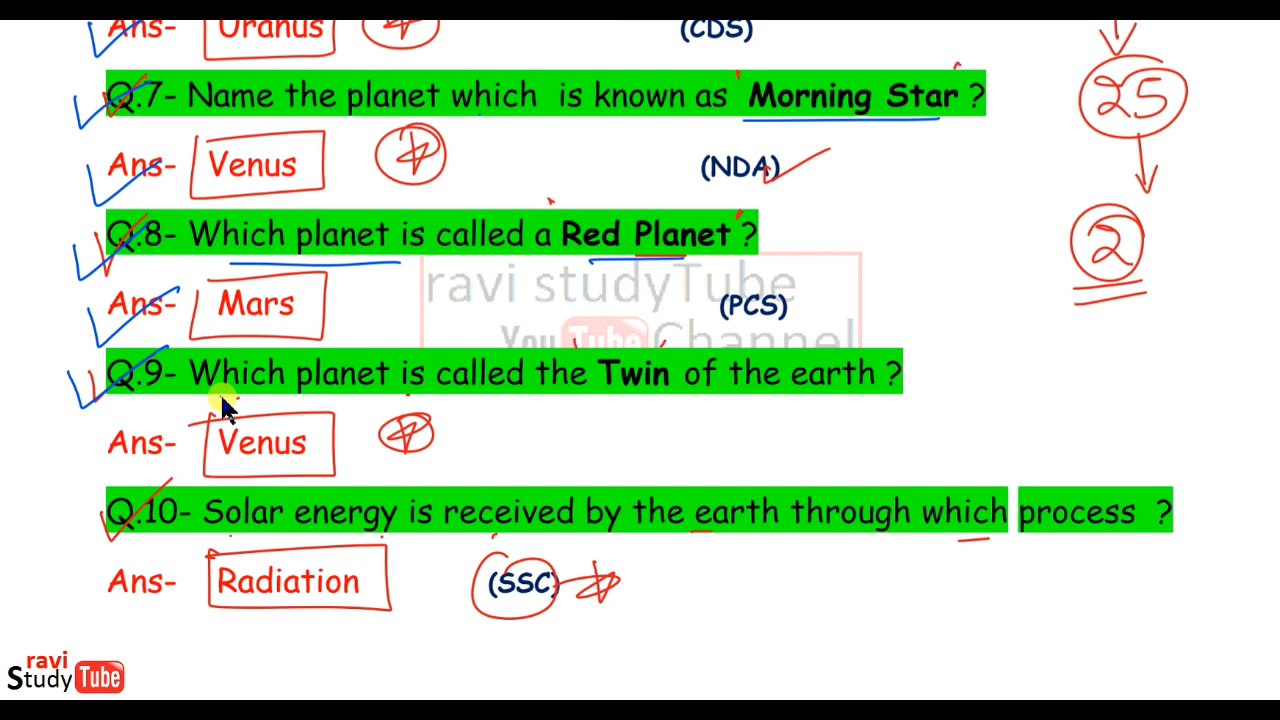 Ans- Uranus (CDS)
Q.7- Name the planet which is known as Morning Star ?
25
Ans- Venus (NDA)
Q.8- Which planet is called a Red Planet ?
2
ravi studyTube
Ans- Mars (PCS)
You Tube Channel
Q.9- Which planet is called the Twin of the earth ?
Ans- Venus
Q.10- Solar energy is received by the earth through which process ?
Ans- Radiation (SSC)
ravi
Study Tube